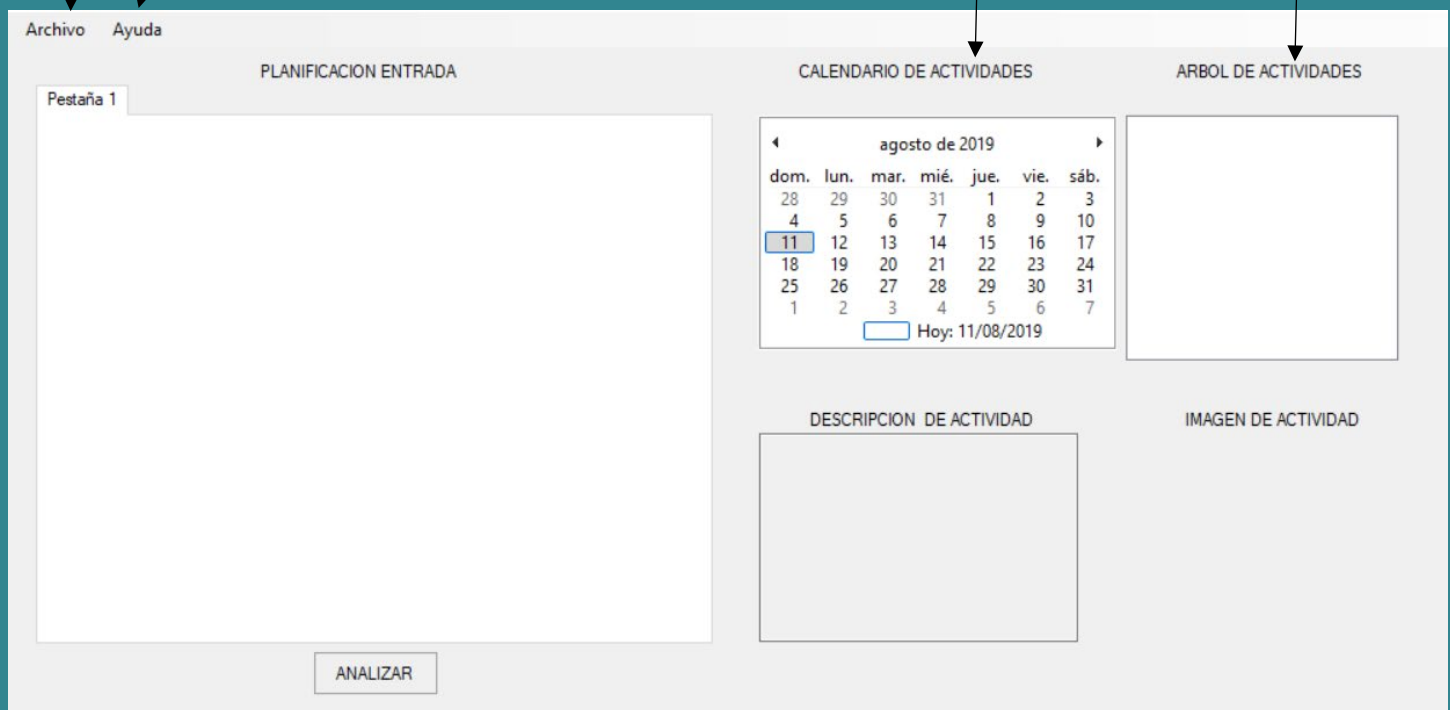 Archivo Ayuda
PLANIFICACION ENTRADA
Pestaña 1
ANALIZAR
CALENDARIO DE ACTIVIDADES
agosto de 2019
dom. lun. mar. mié. jue. vie. sáb.
28 29 30 31 1 2 3
4 5 6 7 8 9 10
11 12 13 14 15 16 17
18 19 20 21 22 23 24
25 26 27 28 29 30 31
1 2 3 4 5 6 7
Hoy: 11/08/2019
ARBOL DE ACTIVIDADES
DESCRIPCION DE ACTIVIDAD
IMAGEN DE ACTIVIDAD